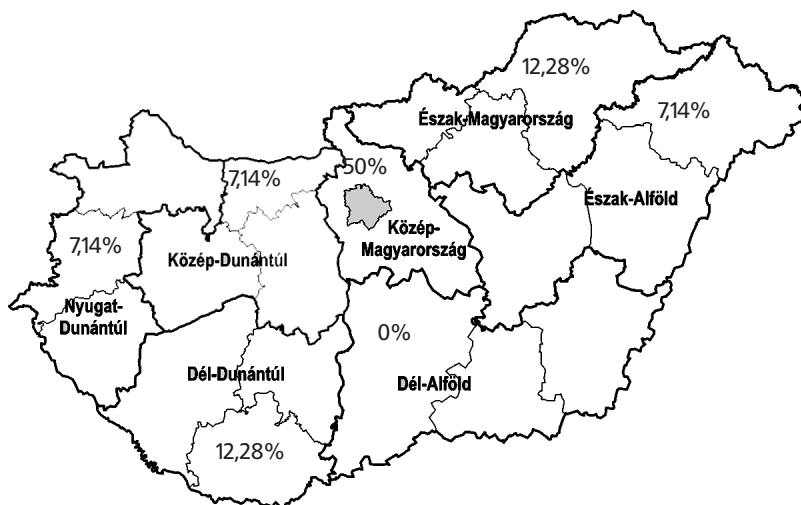 12,28%
7,14%
Észak-Magyarország
7,14%
50%
Észak-Alföld
7,14%
Közép-Dunántúl
Közép-
Magyarország
Nyugat-
Dunántúl
0%
Dél-Dunántúl
Dél-Alföld
12,28%